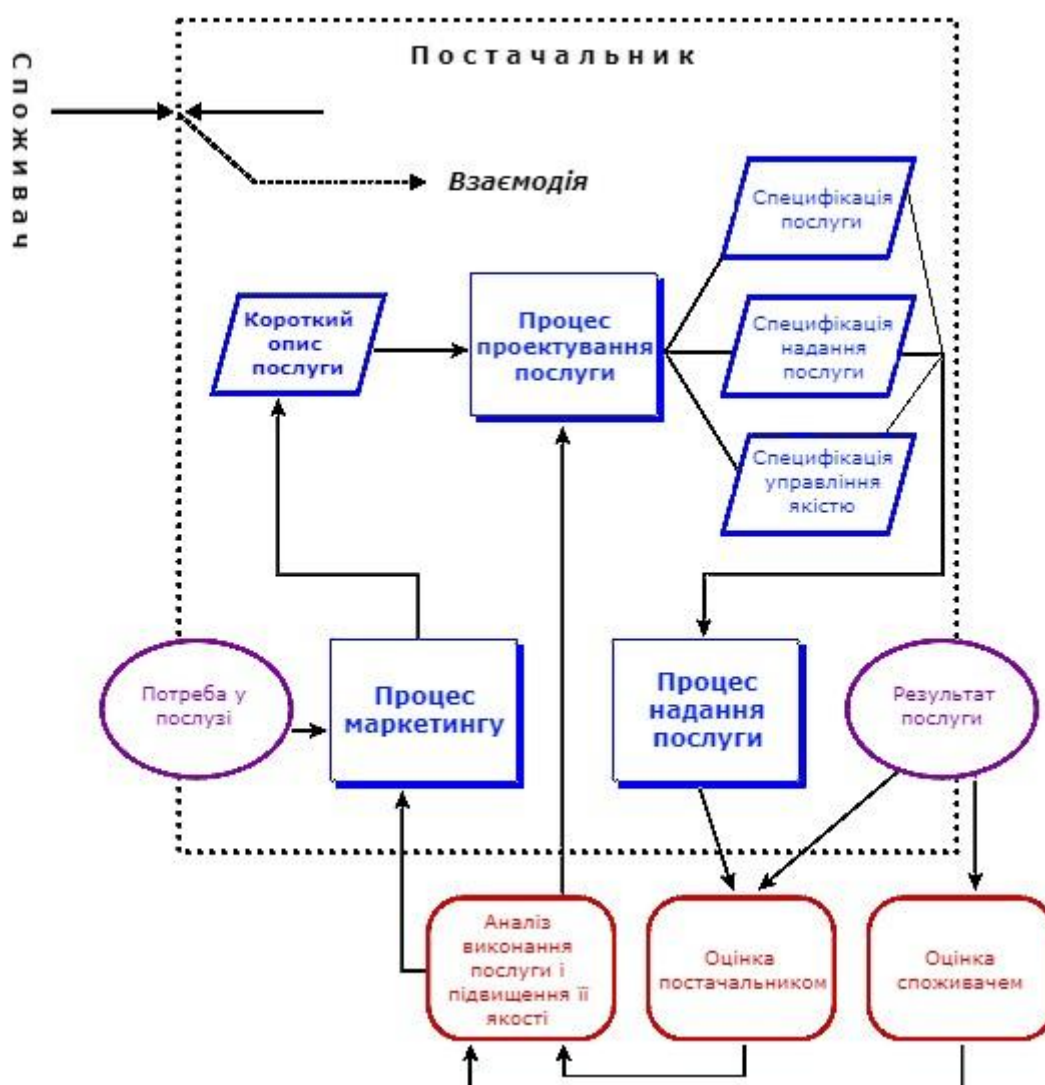 Споживач
Постачальник
Взаємодія
Специфікація
послуги
Короткий
опис
послуги
Процес
проектування
послуги
Специфікація
надання
послуги
Специфікація
управління
якістю
Потреба у
послузі
Процес
маркетингу
Процес
надання
послуги
Результат
послуги
Аналіз
виконання
послуги і
підвищення її
якості
Оцінка
постачальником
Оцінка
споживачем